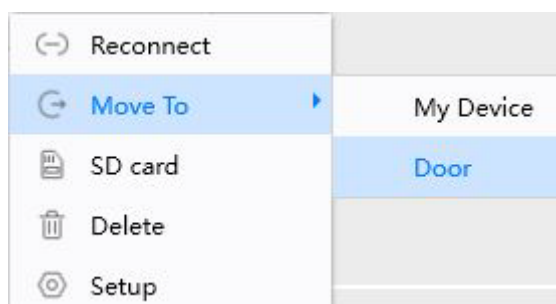 Reconnect
Move To
My Device
SD card
Door
Delete
Setup